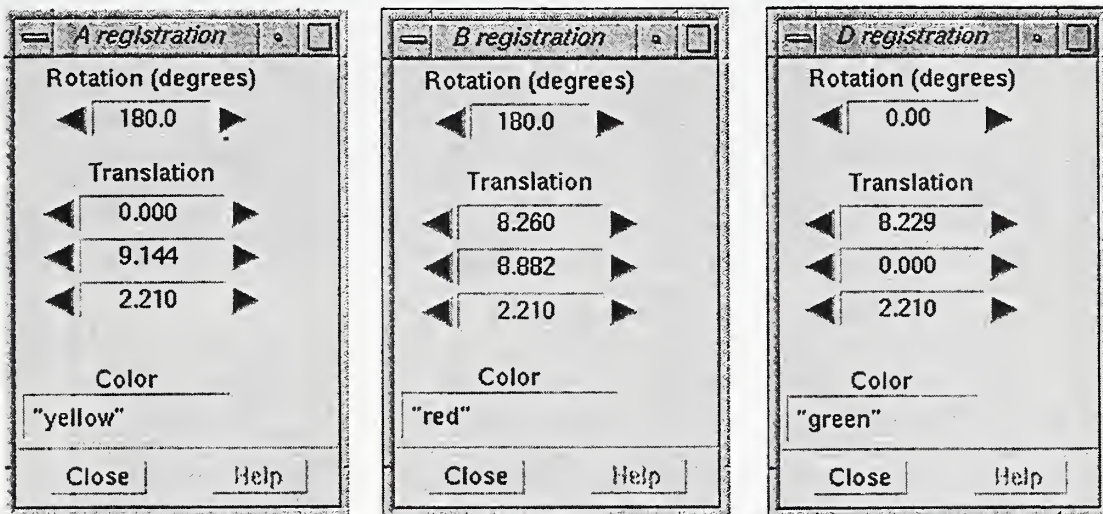 A registration
Rotation (degrees)
180.0
Translation
0.000
9.144
2.210
Color
"yellow"
Close Help
B registration
Rotation (degrees)
180.0
Translation
8.260
8.882
2.210
Color
"red"
Close Help
D registration
Rotation (degrees)
0.00
Translation
8.229
0.000
2.210
Color
"green"
Close Help